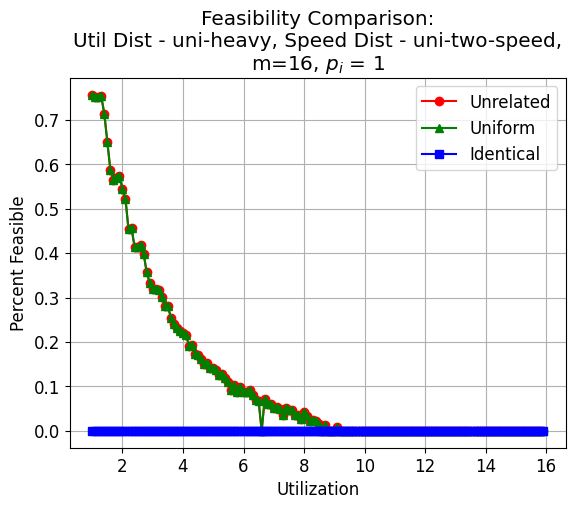 Feasibility Comparison:
Util Dist - uni-heavy, Speed Dist - uni-two-speed,
m=16, $p_i$ = 1
Unrelated
Uniform
Identical
Percent Feasible
0.7
0.6
0.5
0.4
0.3
0.2
0.1
0.0
2 4 6 8 10 12 14 16
Utilization